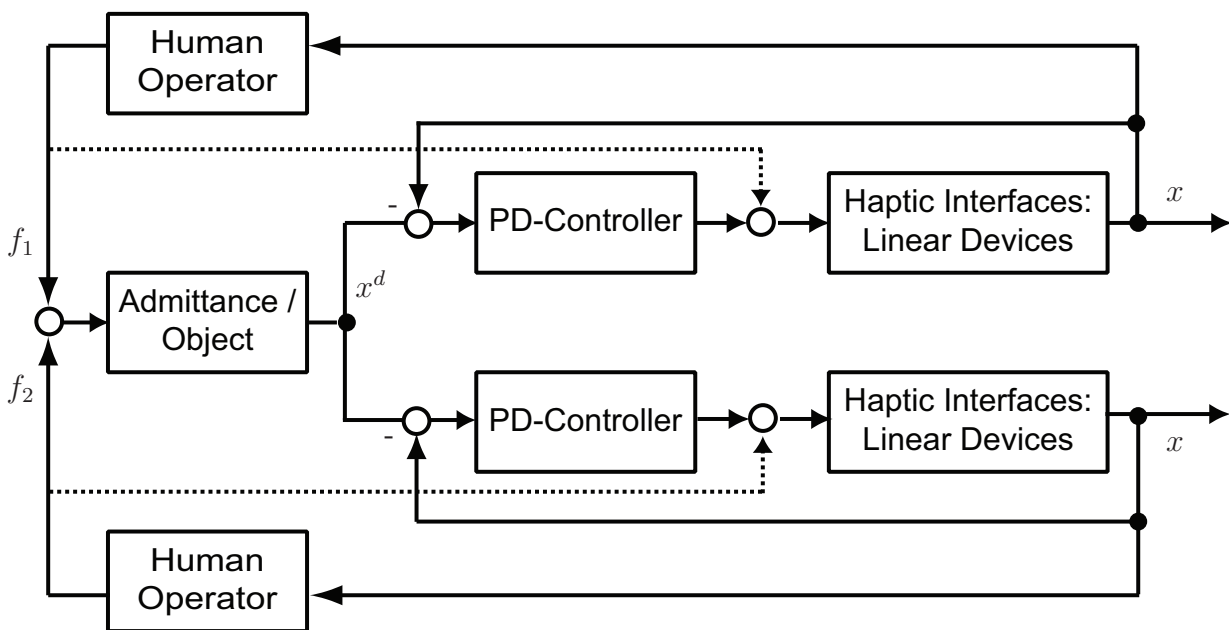 Human
Operator
-
PD-Controller
Haptic Interfaces:
Linear Devices
x
f₁
Admittance /
Object
x^d
f₂
-
PD-Controller
Haptic Interfaces:
Linear Devices
x
Human
Operator